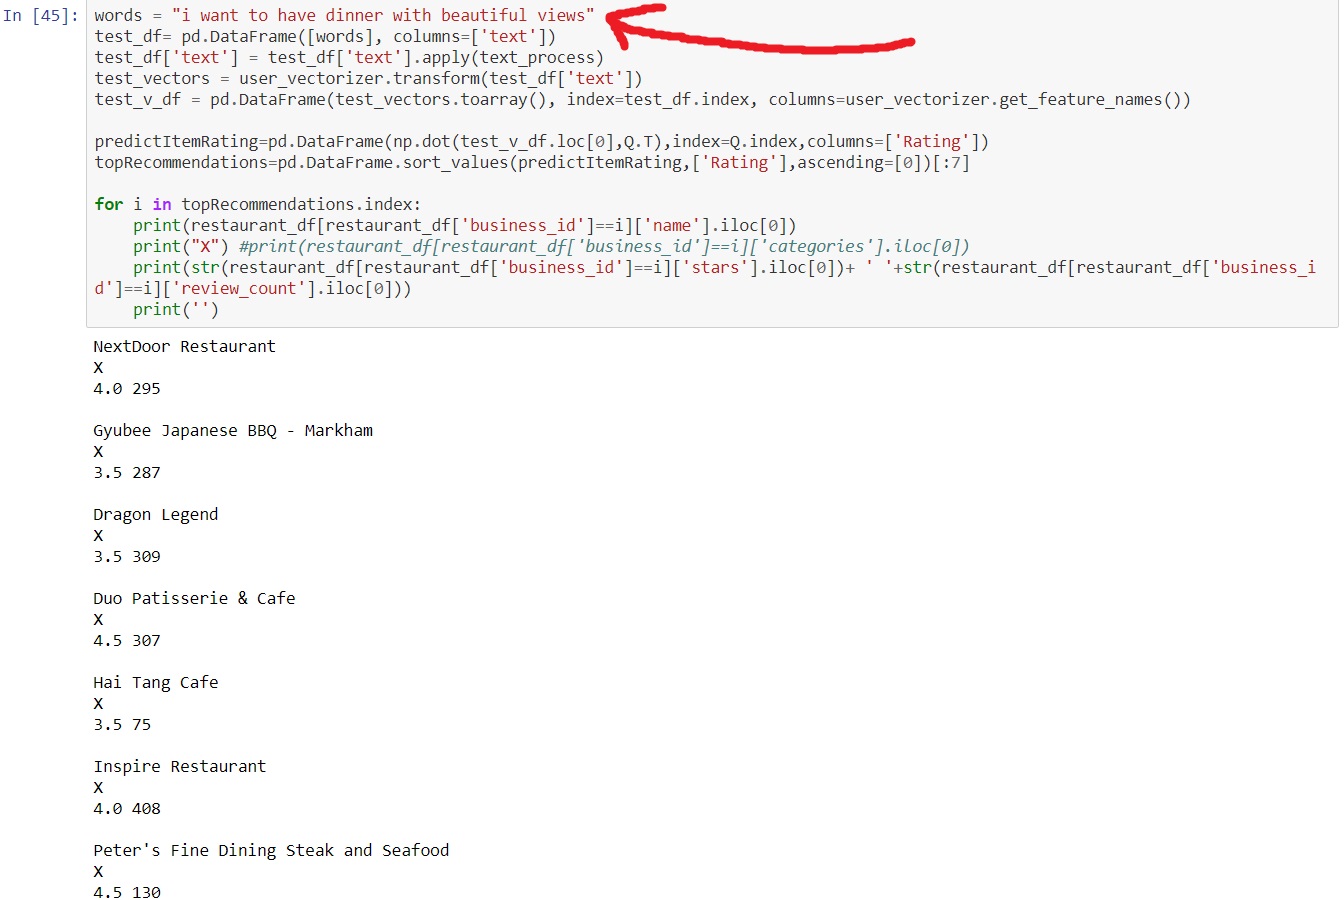 In [45]:
words = "i want to have dinner with beautiful views"
test_df= pd.DataFrame([words], columns=['text'])
test_df['text'] = test_df['text'].apply(text_process)
test_vectors = user_vectorizer.transform(test_df['text'])
test_v_df = pd.DataFrame(test_vectors.toarray(), index=test_df.index, columns=user_vectorizer.get_feature_names())
predictItemRating=pd.DataFrame(np.dot(test_v_df.loc[0],Q.T),index=Q.index,columns=['Rating'])
topRecommendations=pd.DataFrame.sort_values(predictItemRating,['Rating'],ascending=[0])[:7]
for i in topRecommendations.index:
    print(restaurant_df[restaurant_df['business_id']==i]['name'].iloc[0])
    print("X") #print(restaurant_df[restaurant_df['business_id']==i]['categories'].iloc[0])
    print(str(restaurant_df[restaurant_df['business_id']==i]['stars'].iloc[0])+ ' '+str(restaurant_df[restaurant_df['business_i
d']==i]['review_count'].iloc[0]))
    print('')
NextDoor Restaurant
X
4.0 295
Gyubee Japanese BBQ - Markham
X
3.5 287
Dragon Legend
X
3.5 309
Duo Patisserie & Cafe
X
4.5 307
Hai Tang Cafe
X
3.5 75
Inspire Restaurant
X
4.0 408
Peter's Fine Dining Steak and Seafood
X
4.5 130